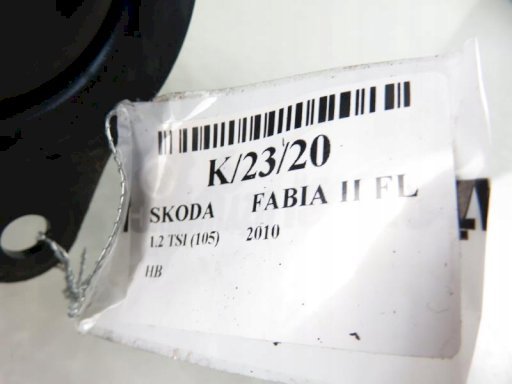 K/23/20
SKODA FABIA II FL
1.2 TSI (105) 2010
HB